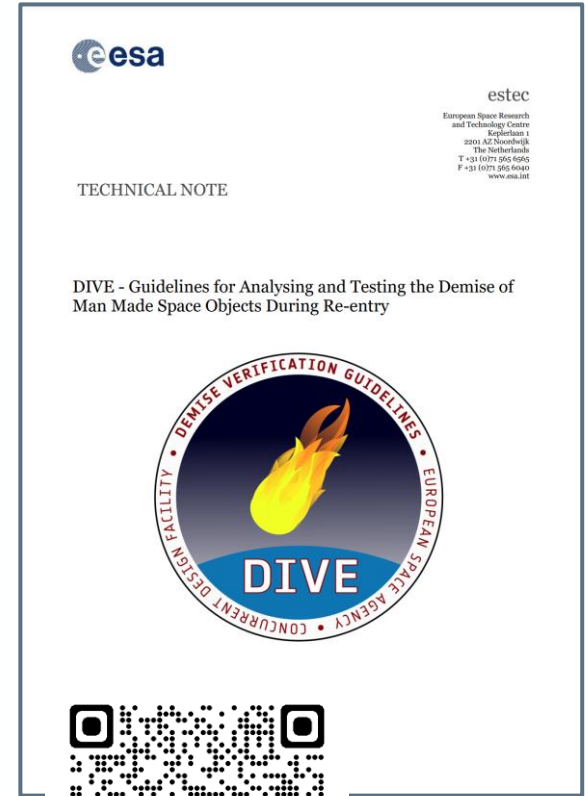 esa
estec
European Space Research
and Technology Centre
Keplerlaan 1
2201 AZ Noordwijk
The Netherlands
T +31 (0)71 565 6565
F +31 (0)71 565 6040
www.esa.int
TECHNICAL NOTE
DIVE - Guidelines for Analysing and Testing the Demise of
Man Made Space Objects During Re-entry
DEMISE VERIFICATION GUIDELINES • EUROPEAN SPACE AGENCY • CONCURRENT DESIGN FACILITY •
DIVE